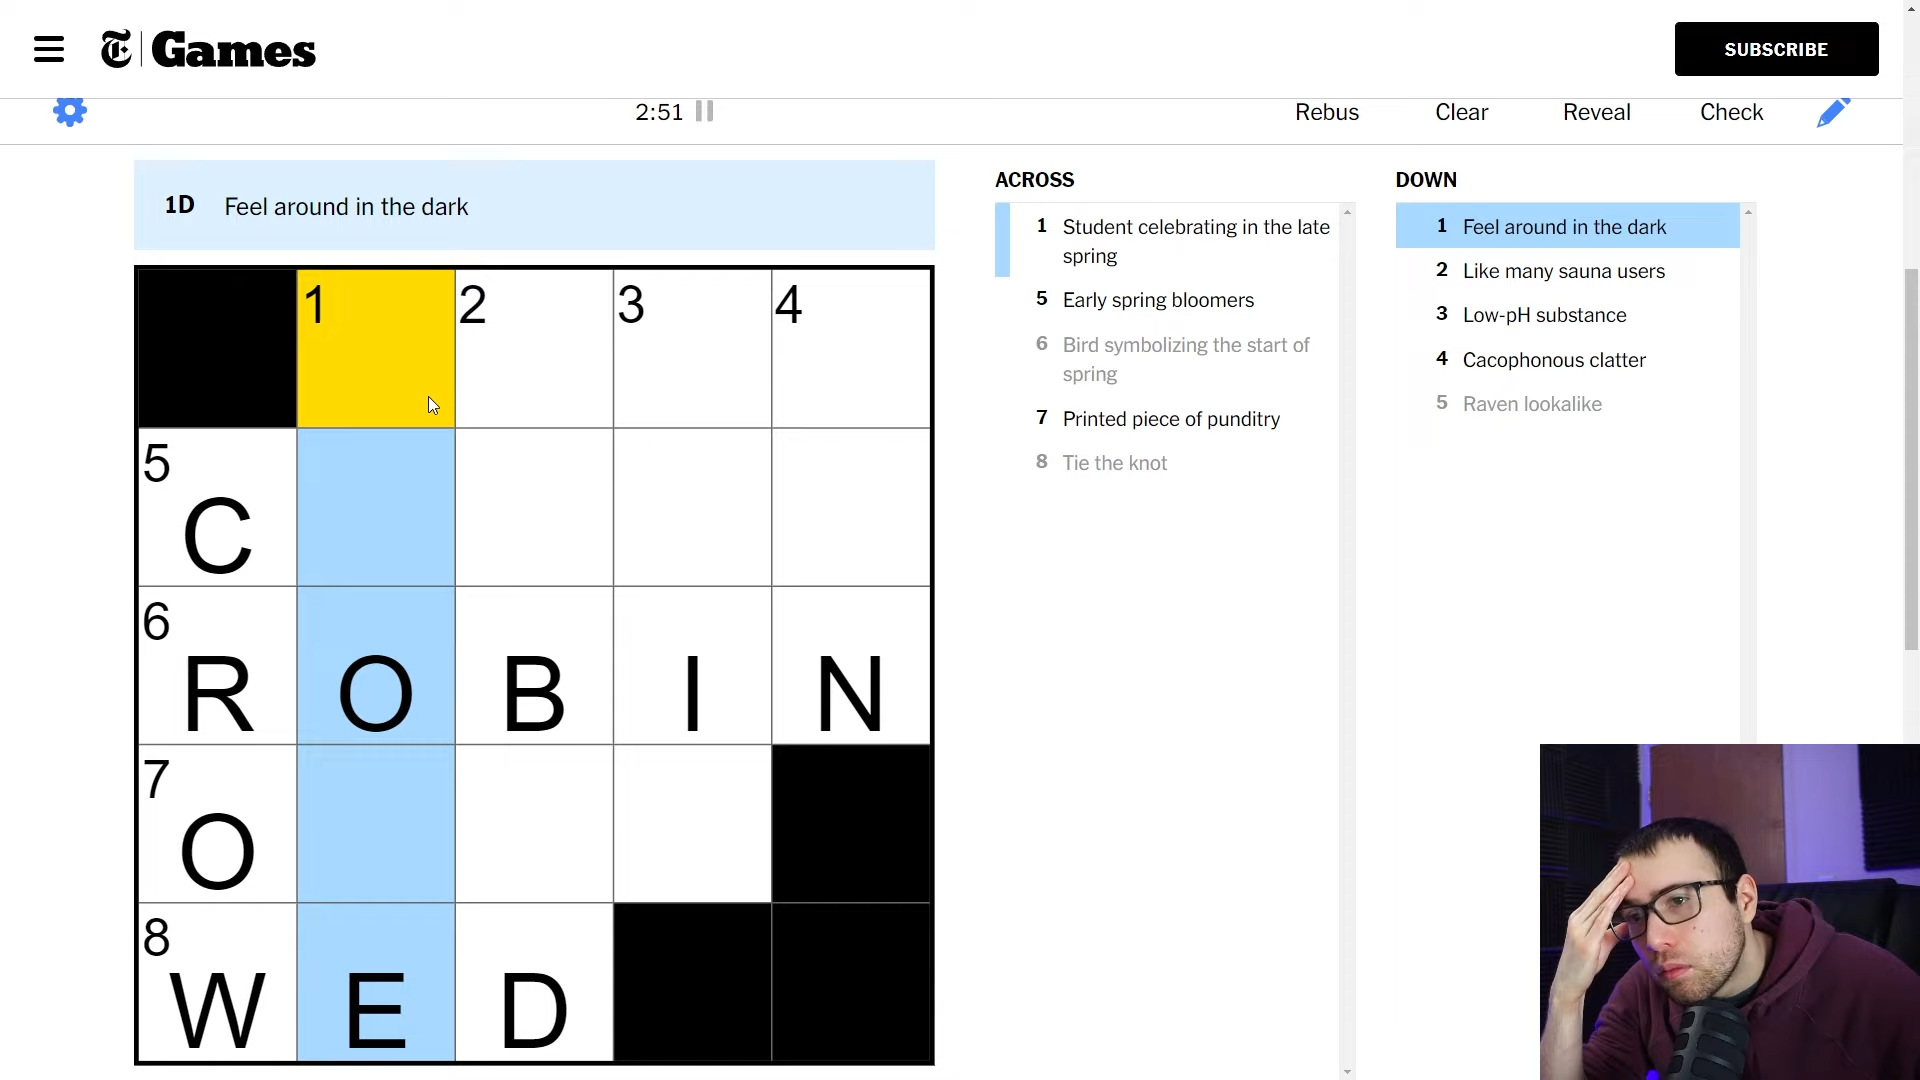 T Games
SUBSCRIBE
2:51
Rebus
Clear
Reveal
Check
1D Feel around in the dark
1
2
3
4
5
C
6
R O B I N
7
O
8
W E D
ACROSS
1 Student celebrating in the late
spring
5 Early spring bloomers
6 Bird symbolizing the start of
spring
7 Printed piece of punditry
8 Tie the knot
DOWN
1 Feel around in the dark
2 Like many sauna users
3 Low-pH substance
4 Cacophonous clatter
5 Raven lookalike